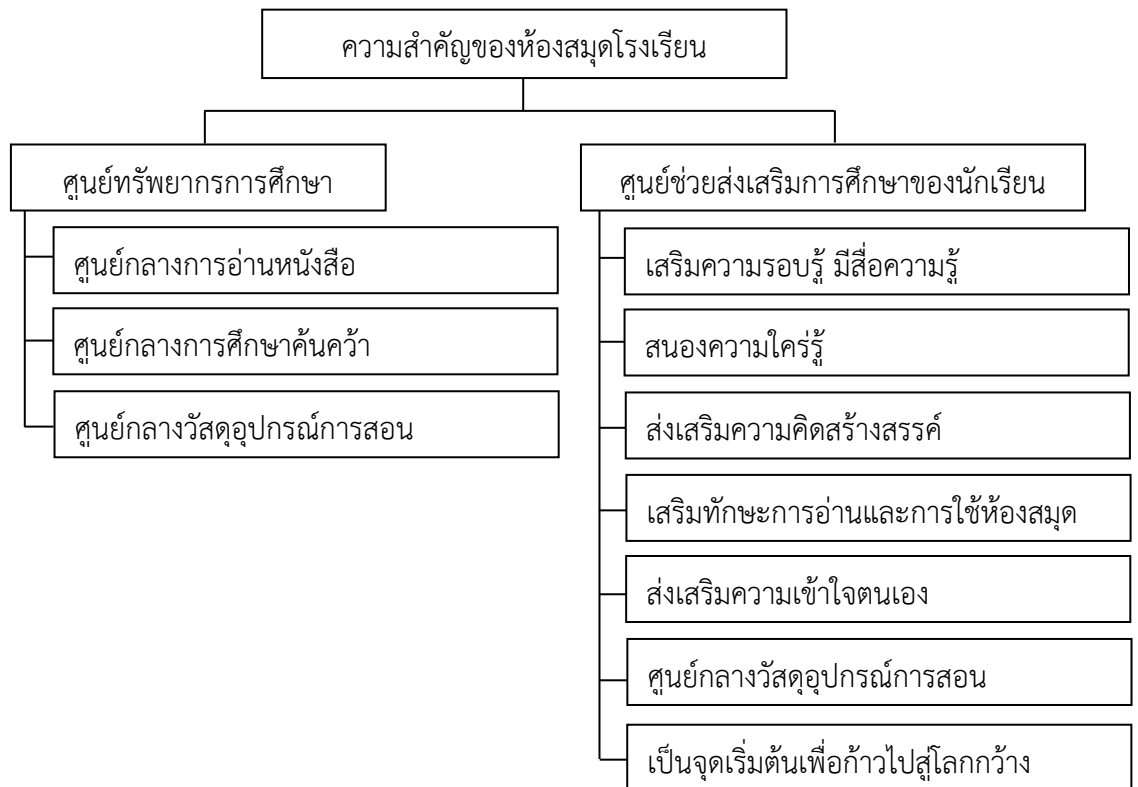 ความสำคัญของห้องสมุดโรงเรียน
ศูนย์ทรัพยากรการศึกษา
ศูนย์กลางการอ่านหนังสือ
ศูนย์กลางการศึกษาค้นคว้า
ศูนย์กลางวัสดุอุปกรณ์การสอน
ศูนย์ช่วยส่งเสริมการศึกษาของนักเรียน
เสริมความรอบรู้ มีสื่อความรู้
สนองความใคร่รู้
ส่งเสริมความคิดสร้างสรรค์
เสริมทักษะการอ่านและการใช้ห้องสมุด
ส่งเสริมความเข้าใจตนเอง
ศูนย์กลางวัสดุอุปกรณ์การสอน
เป็นจุดเริ่มต้นเพื่อก้าวไปสู่โลกกว้าง